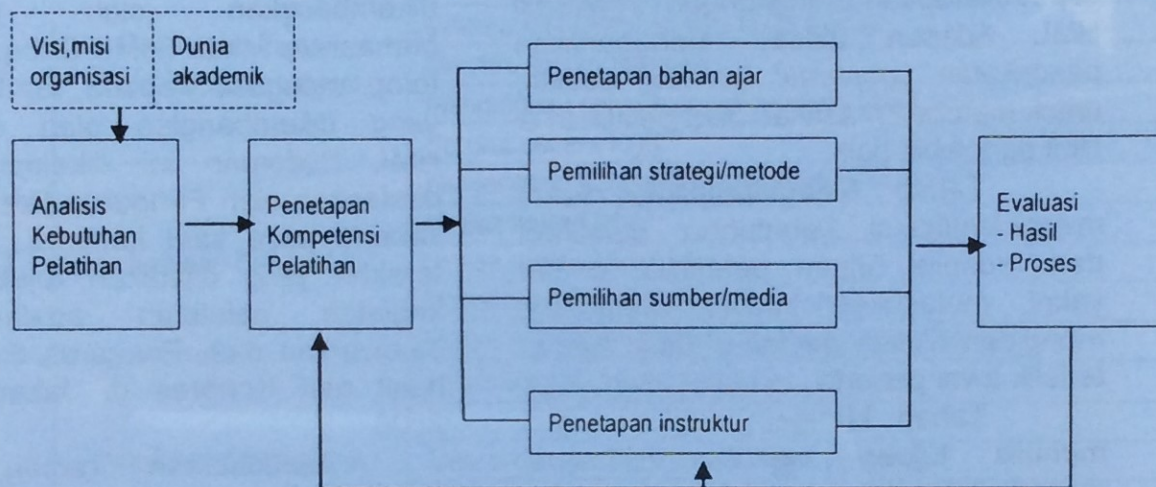 Visi,misi
organisasi
Dunia
akademik
Analisis
Kebutuhan
Pelatihan
Penetapan
Kompetensi
Pelatihan
Penetapan bahan ajar
Pemilihan strategi/metode
Pemilihan sumber/media
Penetapan instruktur
Evaluasi
- Hasil
- Proses